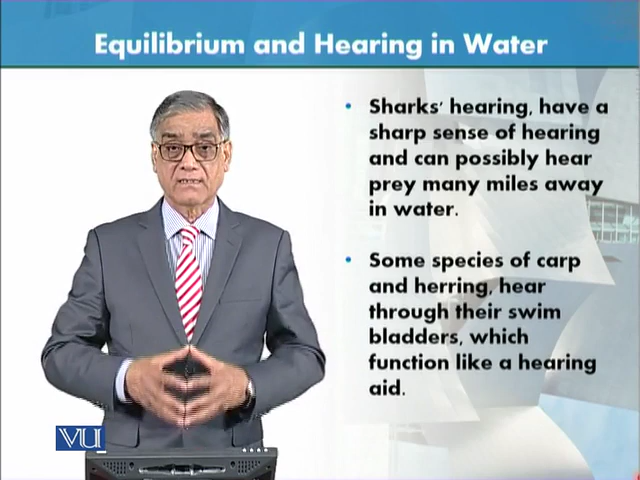 Equilibrium and Hearing in Water
• Sharks' hearing, have a
sharp sense of hearing
and can possibly hear
prey many miles away
in water.
• Some species of carp
and herring, hear
through their swim
bladders, which
function like a hearing
aid.
VU